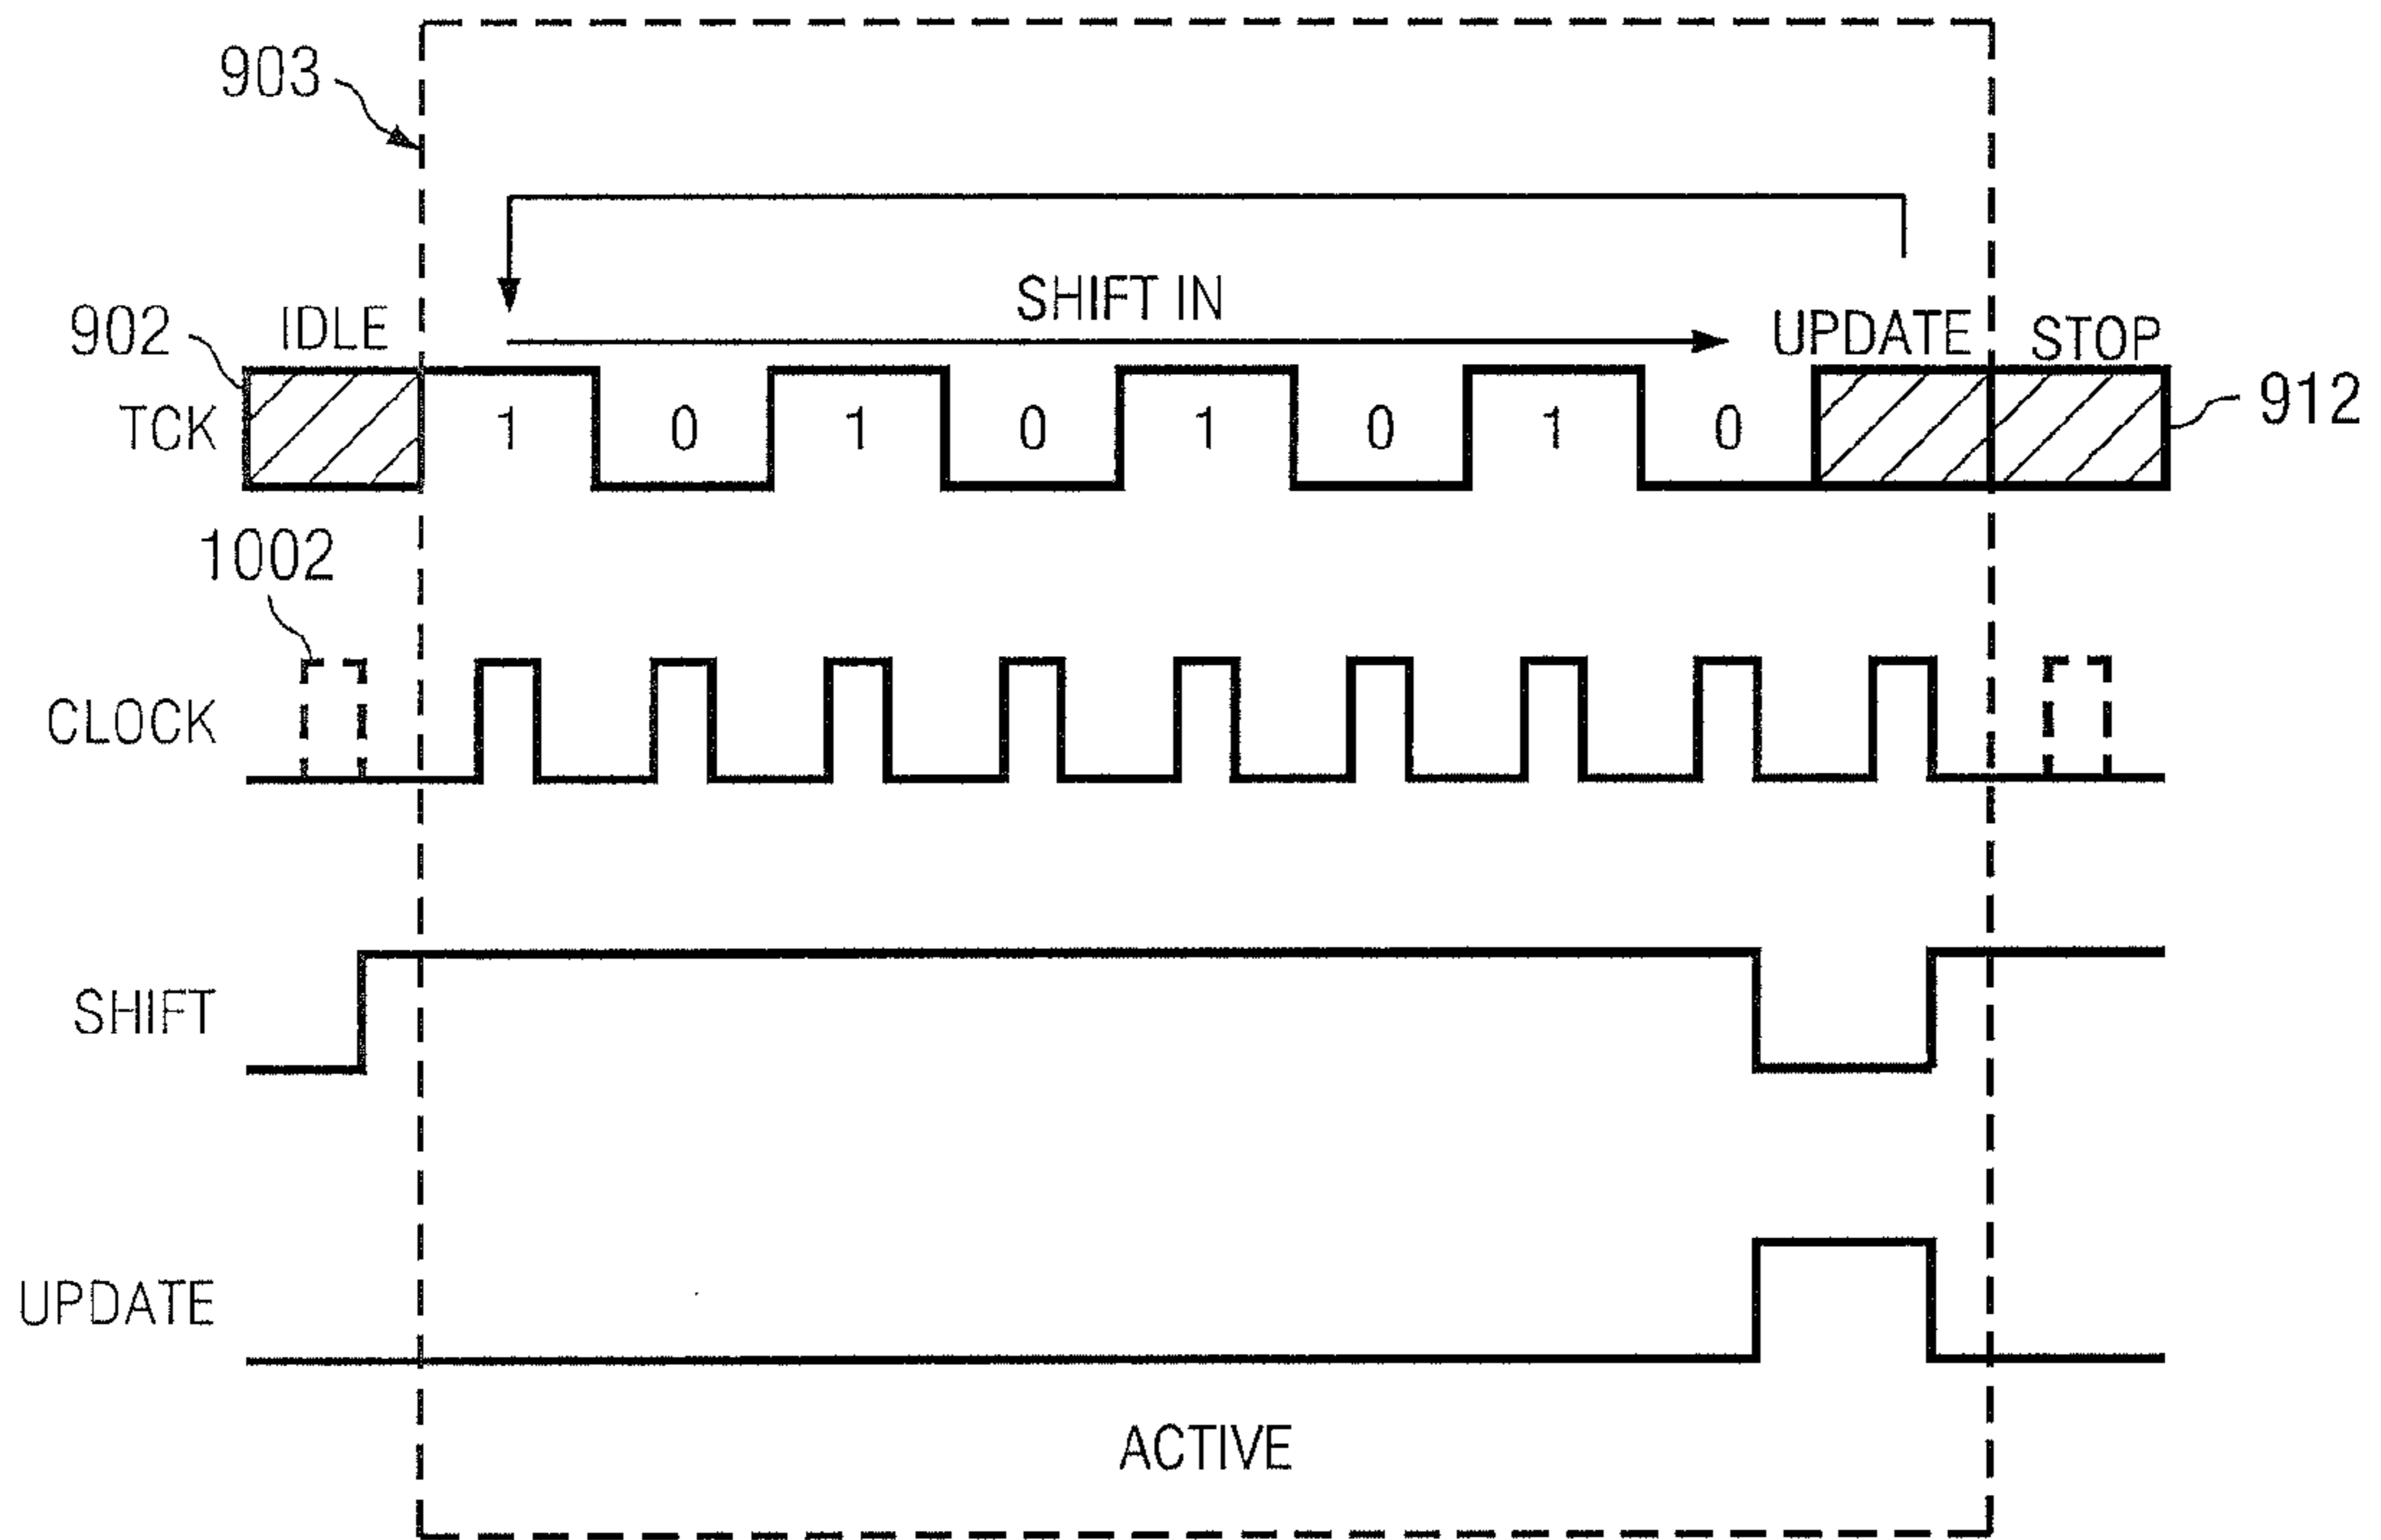 903
SHIFT IN
902 IDLE UPDATE STOP
TCK 1 0 1 0 1 0 1 0 912
1002
CLOCK
SHIFT
UPDATE
ACTIVE